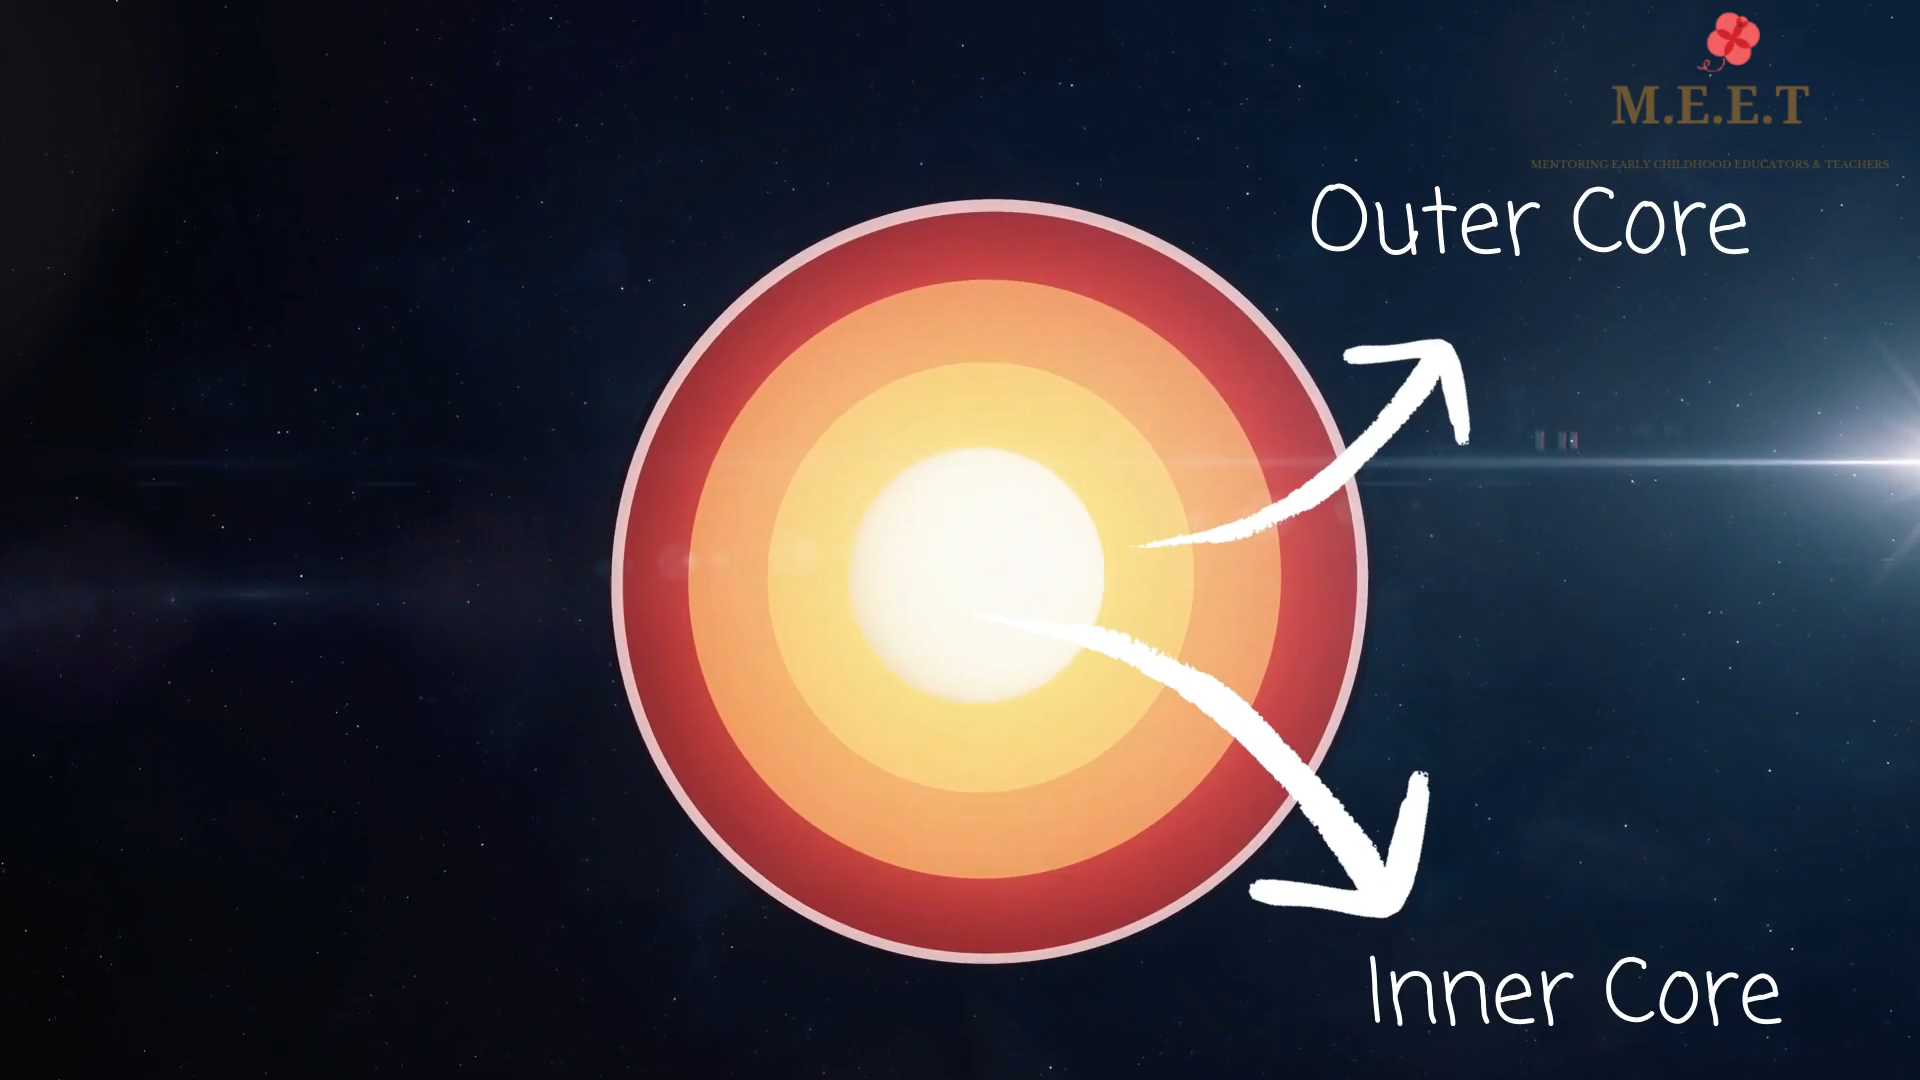 M.E.E.T
MENTORING EARLY CHILDHOOD EDUCATORS & TEACHERS
Outer Core
Inner Core